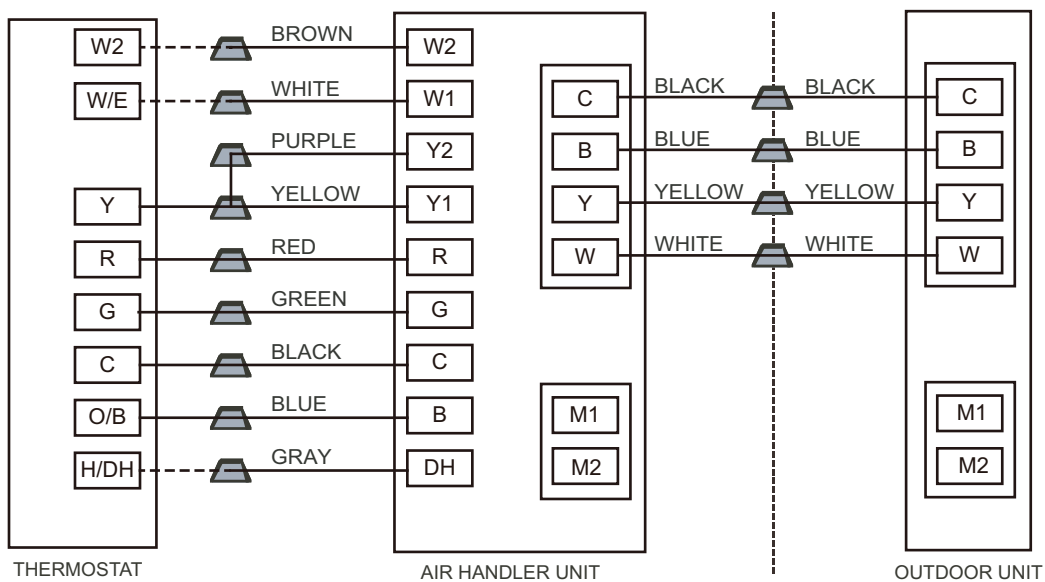 W2 BROWN W2
W/E WHITE W1 C BLACK BLACK C
PURPLE Y2 B BLUE BLUE B
Y YELLOW Y1 Y YELLOW YELLOW Y
R RED R W WHITE WHITE W
G GREEN G
C BLACK C
O/B BLUE B M1 M1
H/DH GRAY DH M2 M2
THERMOSTAT AIR HANDLER UNIT OUTDOOR UNIT